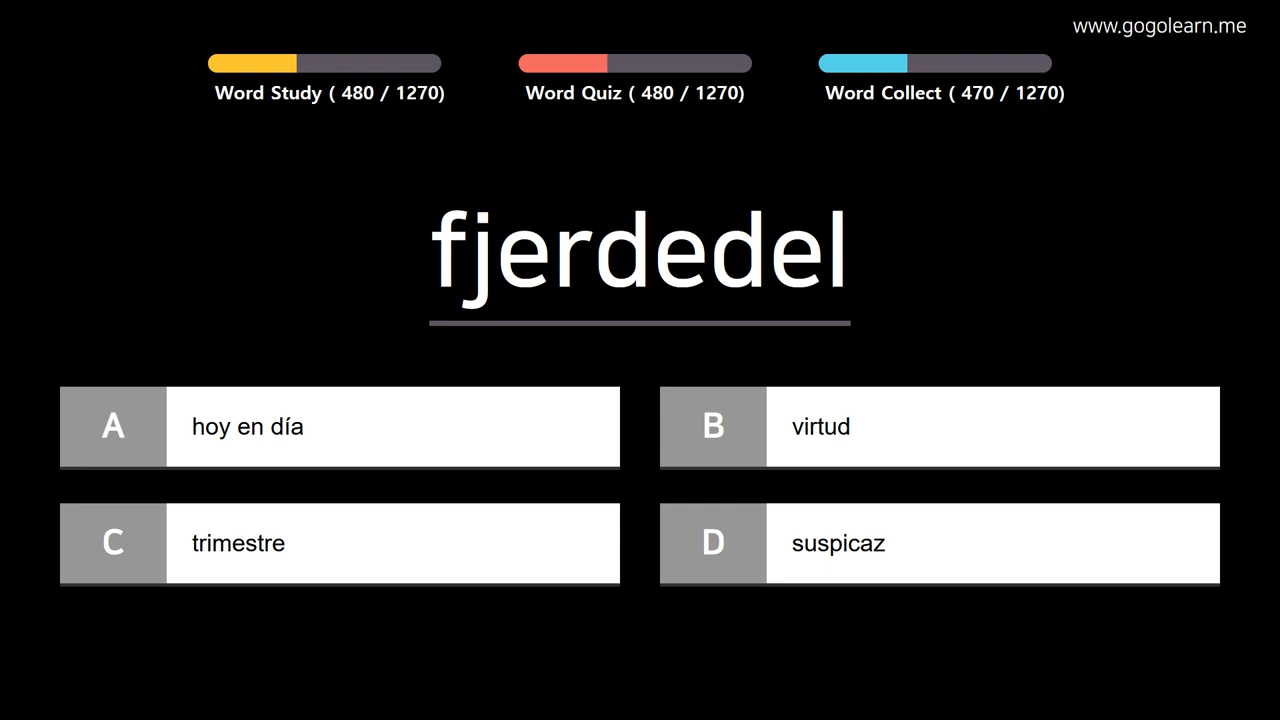 www.gogolearn.me
Word Study ( 480 / 1270)
Word Quiz ( 480 / 1270)
Word Collect ( 470 / 1270)
fjerdedel
A hoy en día
B virtud
C trimestre
D suspicaz